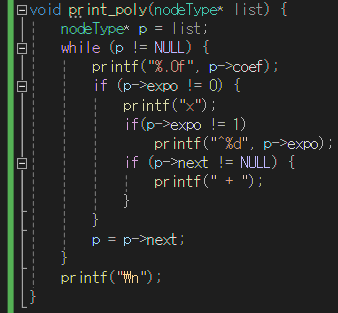 void print_poly(nodeType* list) {
    nodeType* p = list;
    while (p != NULL) {
        printf("%.0f", p->coef);
        if (p->expo != 0) {
            printf("x");
            if(p->expo != 1)
                printf("^%d", p->expo);
            if (p->next != NULL) {
                printf(" + ");
            }
        }
        p = p->next;
    }
    printf("₩n");
}